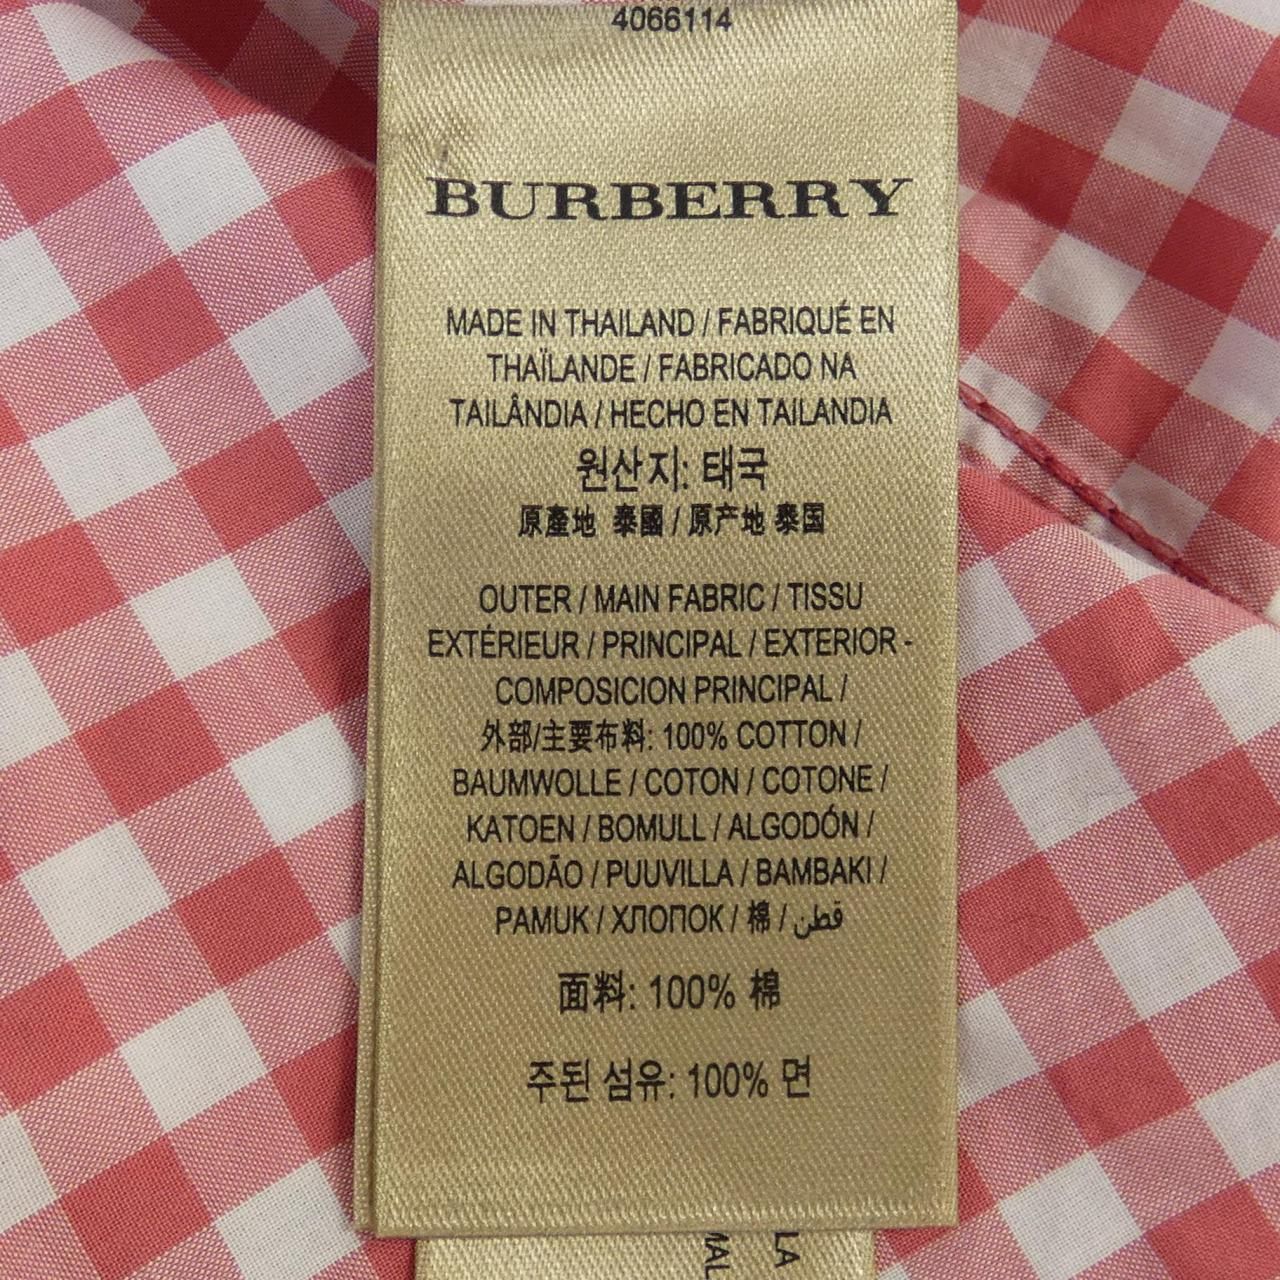 4066114
BURBERRY
MADE IN THAILAND / FABRIQUÉ EN
THAÏLANDE / FABRICADO NA
TAILÂNDIA / HECHO EN TAILANDIA
원산지: 태국
原產地 泰國 / 原产地 泰国
OUTER / MAIN FABRIC / TISSU
EXTÉRIEUR / PRINCIPAL / EXTERIOR -
COMPOSICION PRINCIPAL /
外部/主要布料: 100% COTTON /
BAUMWOLLE / COTON / COTONE /
KATOEN / BOMULL / ALGODÓN /
ALGODÃO / PUUVILLA / BAMBAKI /
PAMUK / ХЛОПОК / 棉 / قطن
面料: 100% 棉
주된 섬유: 100% 면